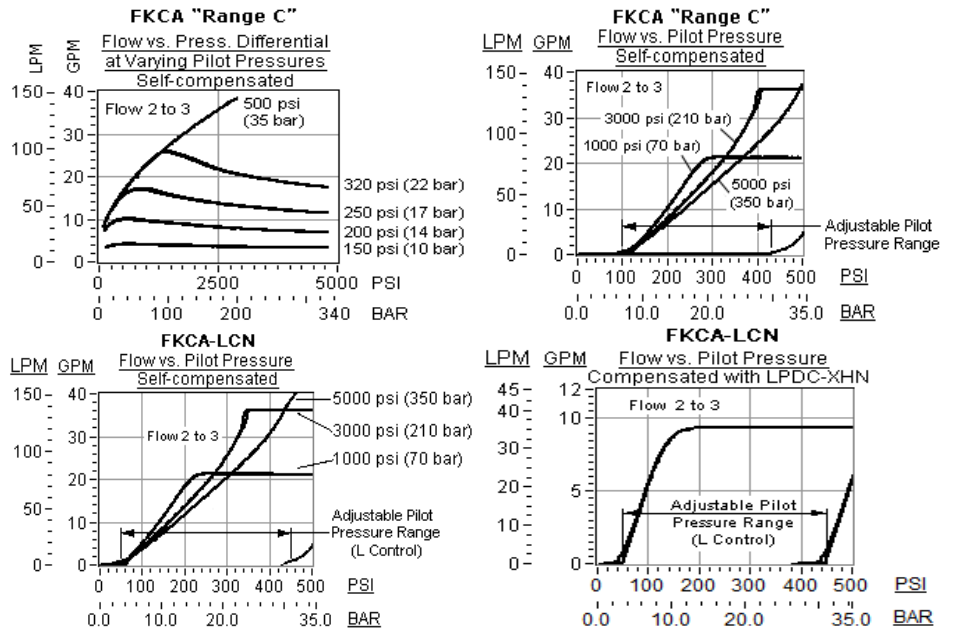 FKCA "Range C"
Flow vs. Press. Differential
at Varying Pilot Pressures
Self-compensated
LPM
GPM
150
100
50
0
40
30
20
10
0
Flow 2 to 3
500 psi
(35 bar)
320 psi (22 bar)
250 psi (17 bar)
200 psi (14 bar)
150 psi (10 bar)
0 2500 5000 PSI
0 100 200 340 BAR
FKCA "Range C"
Flow vs. Pilot Pressure
Self-compensated
LPM GPM
150
100
50
0
40
30
20
10
0
Flow 2 to 3
3000 psi (210 bar)
1000 psi (70 bar)
5000 psi
(350 bar)
Adjustable Pilot
Pressure Range
0 100 200 300 400 500 PSI
0.0 10.0 20.0 35.0 BAR
FKCA-LCN
Flow vs. Pilot Pressure
Self-compensated
LPM GPM
150
100
50
0
40
30
20
10
0
Flow 2 to 3
5000 psi (350 bar)
3000 psi (210 bar)
1000 psi (70 bar)
Adjustable Pilot
Pressure Range
(L Control)
0 100 200 300 400 500 PSI
0.0 10.0 20.0 35.0 BAR
FKCA-LCN
Flow vs. Pilot Pressure
Compensated with LPDC-XHN
LPM GPM
45
40
30
20
10
0
12
10
5
0
Flow 2 to 3
Adjustable Pilot
Pressure Range
(L Control)
0 100 200 300 400 500 PSI
0.0 10.0 20.0 35.0 BAR